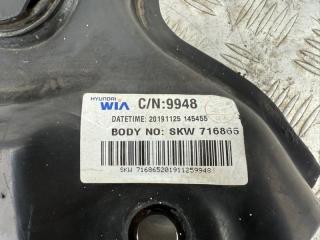 HYUNDAI
WIA C/N:9948
DATETIME: 20191125 145455
BODY NO: SKW 716865
SKW 716865201911259948